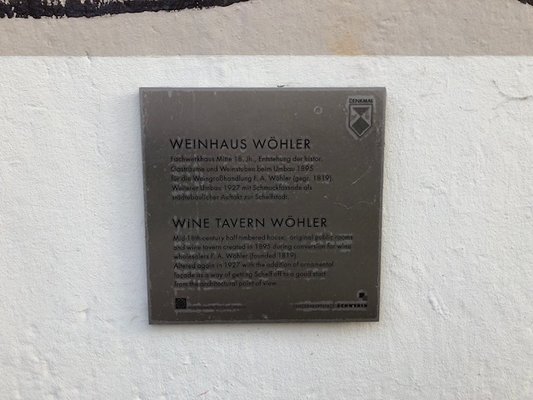 DENKMAL
WEINHAUS WÖHLER
Fachwerkhaus Mitte 18. Jh., Entstehung der histor.
Gasträume und Weinstuben beim Umbau 1895
für die Weingroßhandlung F. A. Wöhler (gegr. 1819).
Weiterer Umbau 1927 mit Schmuckfassade als
städtebaulicher Auftakt zur Schelfstadt.
WiNE TAVERN WÖHLER
Mid-18th-century half-timbered house; original public rooms
and wine tavern created in 1895 during conversion for wine
wholesalers F. A. Wöhler (founded 1819).
Altered again in 1927 with the addition of ornamental
facade as a way of getting Schelf off to a good start
from the architectural point of view.
LANDESHAUPTSTADT SCHWERIN